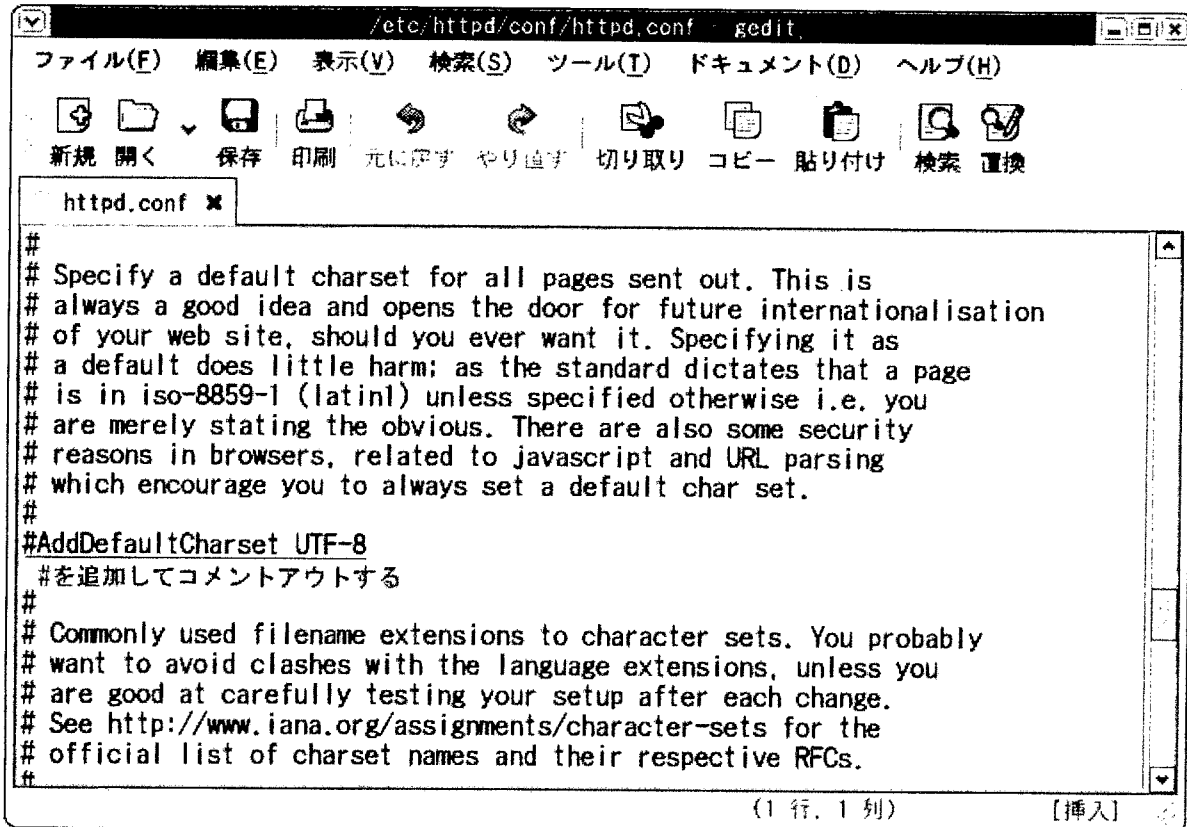 /etc/httpd/conf/httpd.conf - gedit
ファイル(F) 編集(E) 表示(V) 検索(S) ツール(T) ドキュメント(D) ヘルプ(H)
新規 開く 保存 印刷 元に戻す やり直す 切り取り コピー 貼り付け 検索 置換
httpd.conf
#
# Specify a default charset for all pages sent out. This is
# always a good idea and opens the door for future internationalisation
# of your web site, should you ever want it. Specifying it as
# a default does little harm; as the standard dictates that a page
# is in iso-8859-1 (latin1) unless specified otherwise i.e. you
# are merely stating the obvious. There are also some security
# reasons in browsers, related to javascript and URL parsing
# which encourage you to always set a default char set.
#
#AddDefaultCharset UTF-8
#を追加してコメントアウトする
#
# Commonly used filename extensions to character sets. You probably
# want to avoid clashes with the language extensions, unless you
# are good at carefully testing your setup after each change.
# See http://www.iana.org/assignments/character-sets for the
# official list of charset names and their respective RFCs.
#
(1 行, 1 列) [挿入]